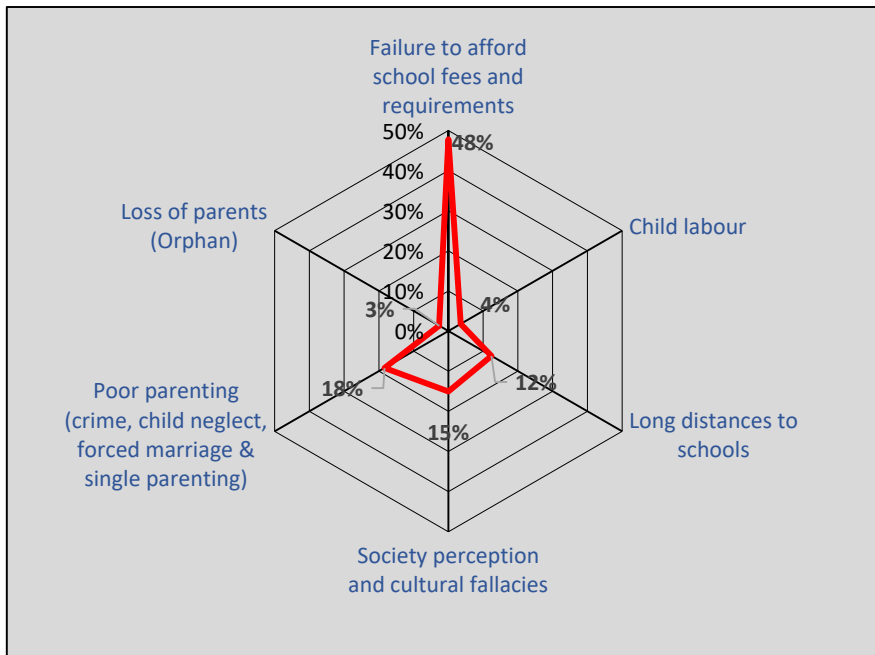 Failure to afford
school fees and
requirements
50%
48%
40%
30%
20%
10%
0%
Loss of parents
(Orphan)
Child labour
3%
4%
18%
12%
15%
Poor parenting
(crime, child neglect,
forced marriage &
single parenting)
Long distances to
schools
Society perception
and cultural fallacies